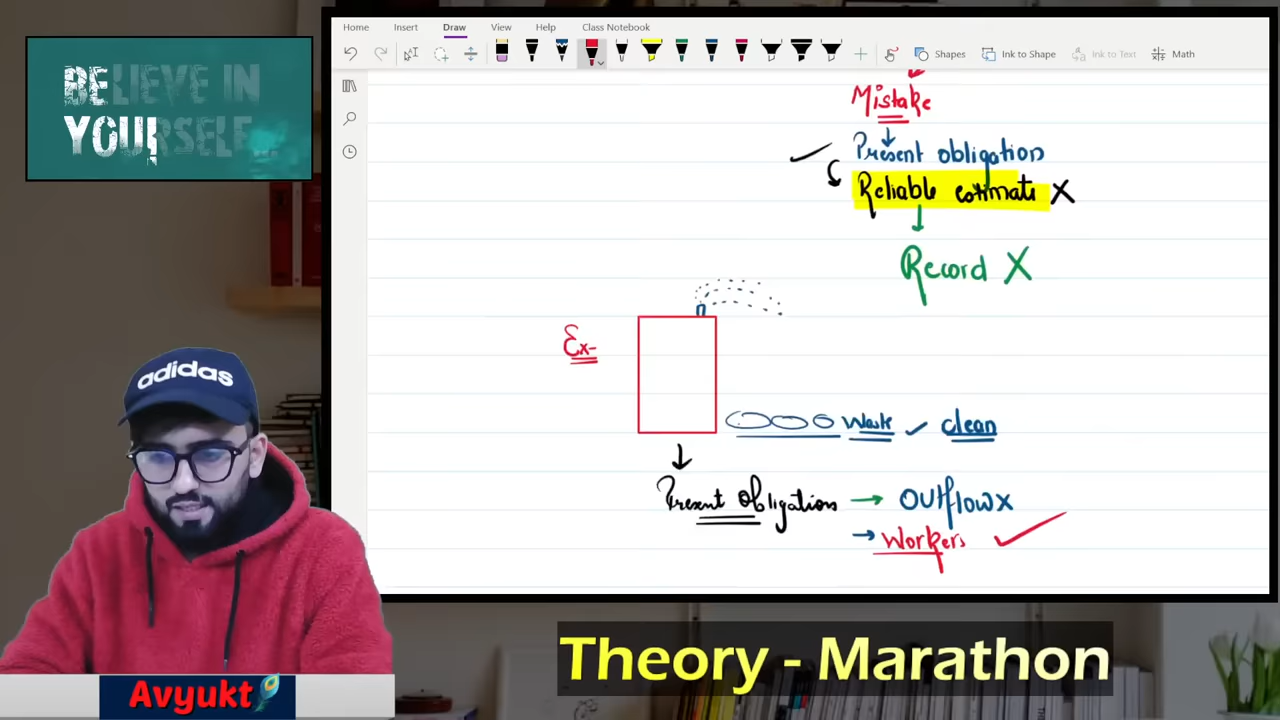 BELIEVE IN
YOURSELF...
Home Insert Draw View Help Class Notebook
Shapes Ink to Shape Ink to Text Math
Mistake
Present obligation
Reliable estimate X
Record X
Ex-
Waste ✓ clean
Present obligation → Outflow x
→ Workers ✓
adidas
Theory - Marathon
Avyukt